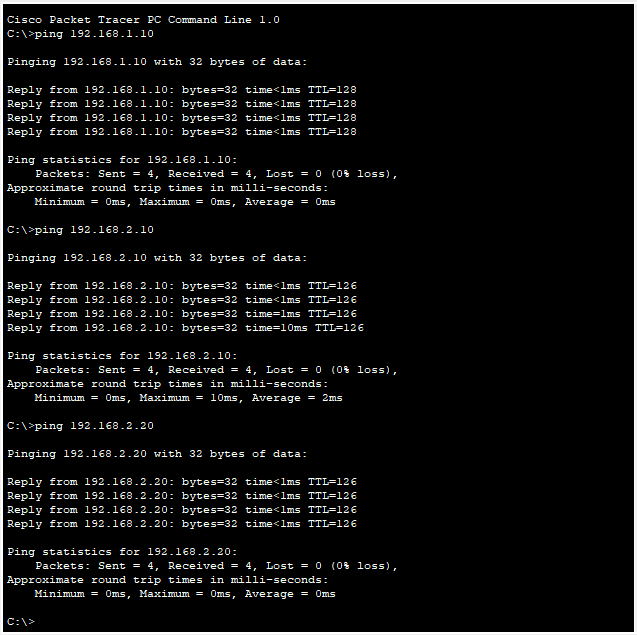 Cisco Packet Tracer PC Command Line 1.0
C:\>ping 192.168.1.10
Pinging 192.168.1.10 with 32 bytes of data:
Reply from 192.168.1.10: bytes=32 time<1ms TTL=128
Reply from 192.168.1.10: bytes=32 time<1ms TTL=128
Reply from 192.168.1.10: bytes=32 time<1ms TTL=128
Reply from 192.168.1.10: bytes=32 time<1ms TTL=128
Ping statistics for 192.168.1.10:
    Packets: Sent = 4, Received = 4, Lost = 0 (0% loss),
Approximate round trip times in milli-seconds:
    Minimum = 0ms, Maximum = 0ms, Average = 0ms
C:\>ping 192.168.2.10
Pinging 192.168.2.10 with 32 bytes of data:
Reply from 192.168.2.10: bytes=32 time<1ms TTL=126
Reply from 192.168.2.10: bytes=32 time<1ms TTL=126
Reply from 192.168.2.10: bytes=32 time=1ms TTL=126
Reply from 192.168.2.10: bytes=32 time=10ms TTL=126
Ping statistics for 192.168.2.10:
    Packets: Sent = 4, Received = 4, Lost = 0 (0% loss),
Approximate round trip times in milli-seconds:
    Minimum = 0ms, Maximum = 10ms, Average = 2ms
C:\>ping 192.168.2.20
Pinging 192.168.2.20 with 32 bytes of data:
Reply from 192.168.2.20: bytes=32 time<1ms TTL=126
Reply from 192.168.2.20: bytes=32 time<1ms TTL=126
Reply from 192.168.2.20: bytes=32 time<1ms TTL=126
Reply from 192.168.2.20: bytes=32 time<1ms TTL=126
Ping statistics for 192.168.2.20:
    Packets: Sent = 4, Received = 4, Lost = 0 (0% loss),
Approximate round trip times in milli-seconds:
    Minimum = 0ms, Maximum = 0ms, Average = 0ms
C:\>